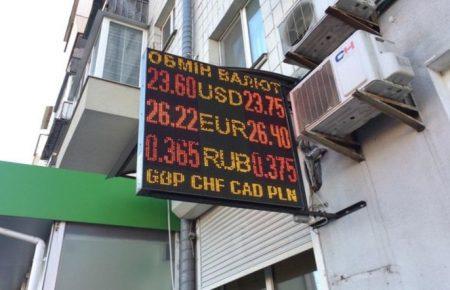 ОБМІН ВАЛЮТ
23.60 USD 23.75
26.22 EUR 26.40
0.365 RUB 0.375
GBP CHF CAD PLN
CH